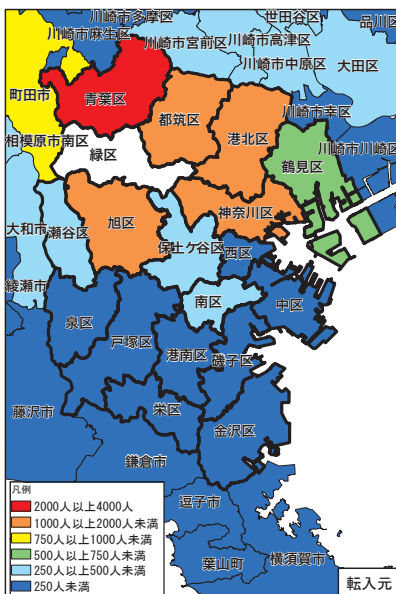 川崎市多摩区
世田谷区
品川区
川崎市麻生区
川崎市宮前区
川崎市高津区
川崎市中原区
大田区
町田市
青葉区
都筑区
港北区
川崎市幸区
川崎市川崎区
相模原市南区
緑区
鶴見区
神奈川区
旭区
大和市
瀬谷区
保土ケ谷区
西区
綾瀬市
南区
中区
泉区
戸塚区
港南区
磯子区
藤沢市
栄区
金沢区
鎌倉市
逗子市
葉山町
横須賀市
凡例
2000人以上4000人
1000人以上2000人未満
750人以上1000人未満
500人以上750人未満
250人以上500人未満
250人未満
転入元